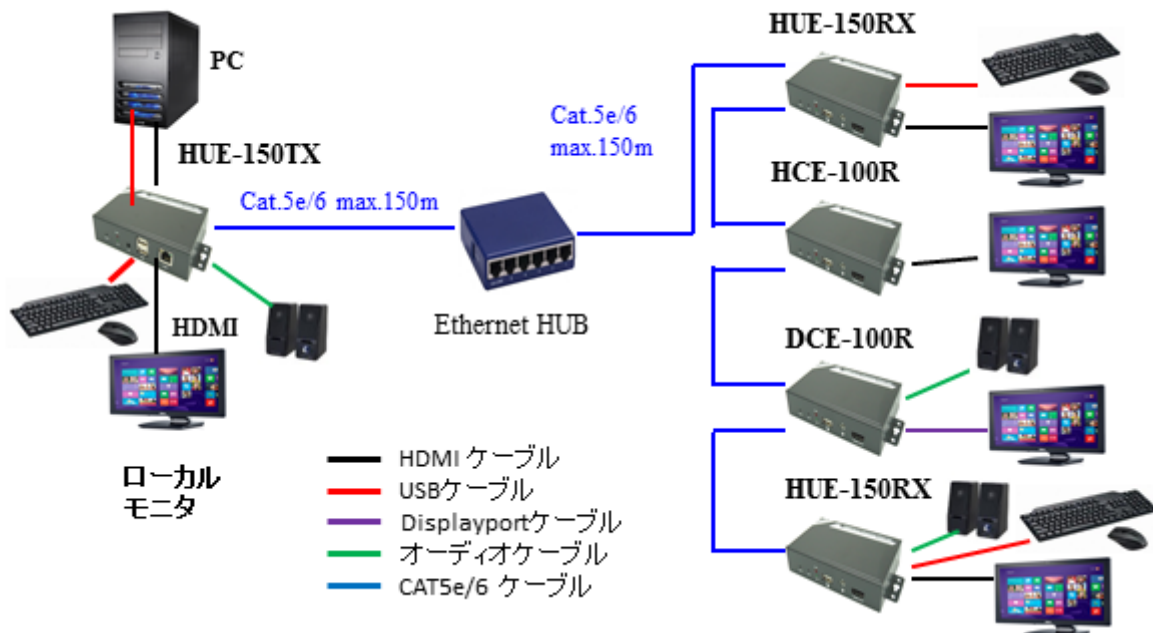 PC
HUE-150TX
Cat.5e/6 max.150m
HDMI
ローカル
モニタ
Ethernet HUB
Cat.5e/6
max.150m
HUE-150RX
HCE-100R
DCE-100R
HUE-150RX
HDMI ケーブル
USBケーブル
Displayportケーブル
オーディオケーブル
CAT5e/6 ケーブル